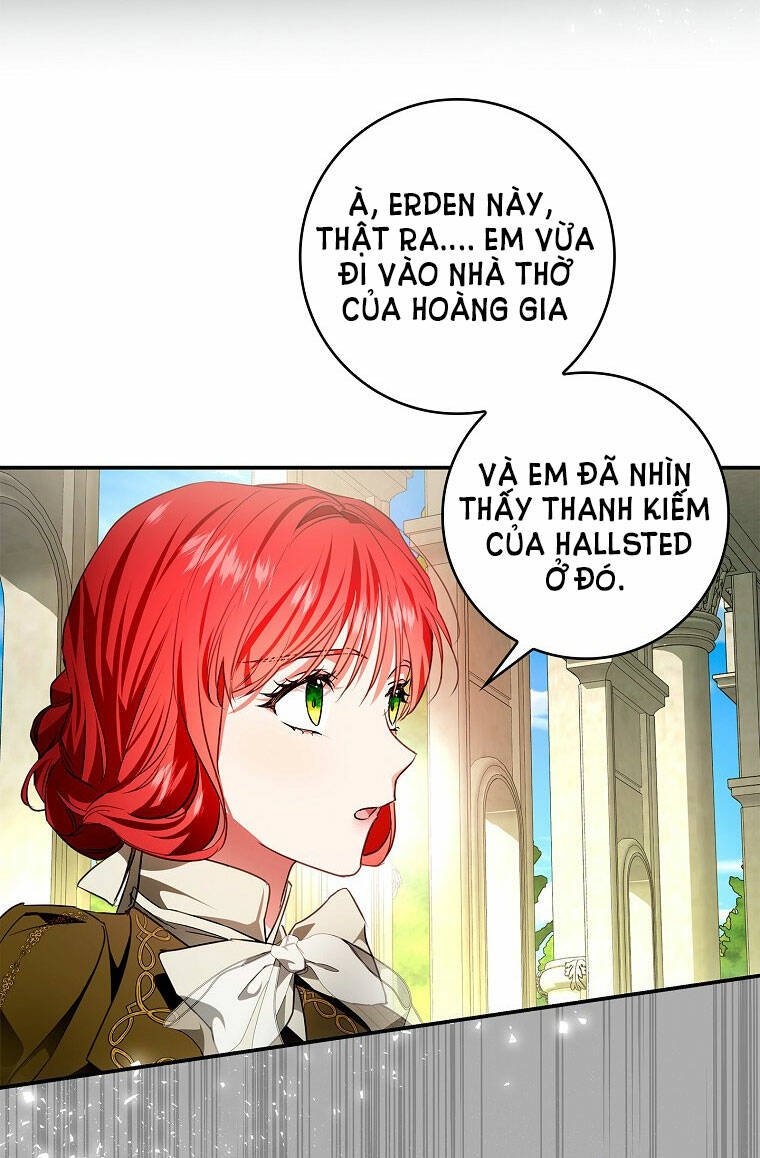 À, ERDEN NÀY,
THẬT RA.... EM VỪA
ĐI VÀO NHÀ THỜ
CỦA HOÀNG GIA
VÀ EM ĐÃ NHÌN
THẤY THANH KIẾM
CỦA HALLSTED
Ở ĐÓ.